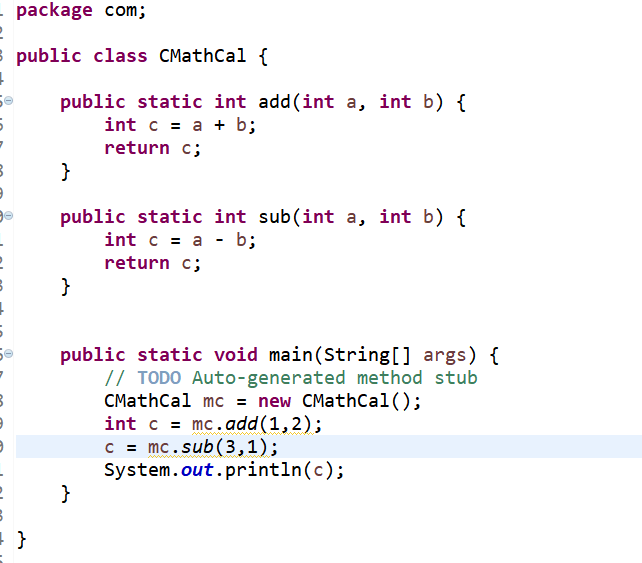 package com;
public class CMathCal {
public static int add(int a, int b) {
int c = a + b;
return c;
}
public static int sub(int a, int b) {
int c = a - b;
return c;
}
public static void main(String[] args) {
// TODO Auto-generated method stub
CMathCal mc = new CMathCal();
int c = mc.add(1,2);
c = mc.sub(3,1);
System.out.println(c);
}
}